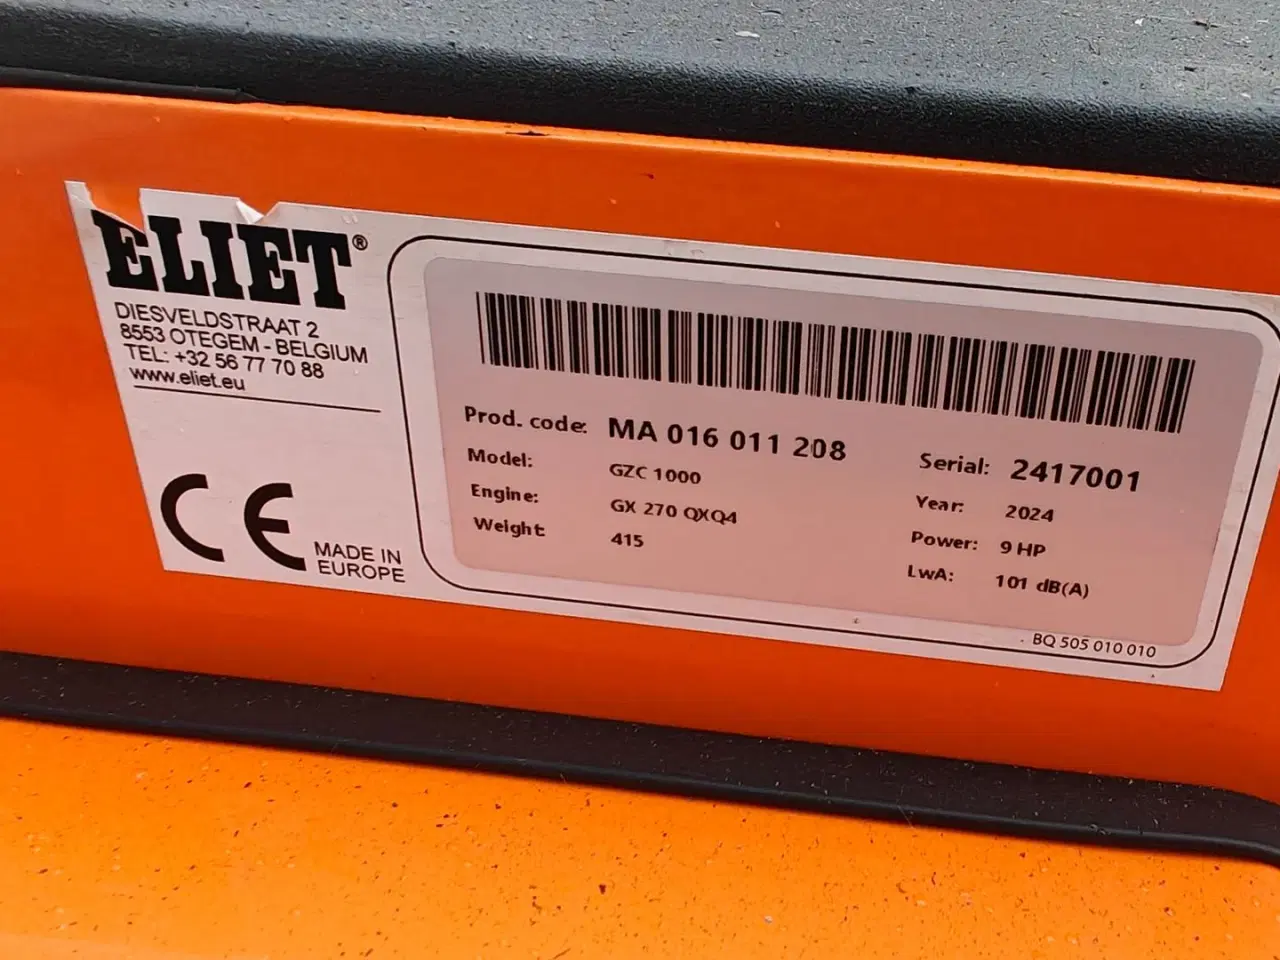 ELIET®
DIESVELDSTRAAT 2
8553 OTEGEM - BELGIUM
TEL: +32 56 77 70 88
www.eliet.eu
CE
MADE IN
EUROPE
Prod. code: MA 016 011 208
Model: GZC 1000
Engine: GX 270 QXQ4
Weight: 415
Serial: 2417001
Year: 2024
Power: 9 HP
LwA: 101 dB(A)
BQ 505 010 010